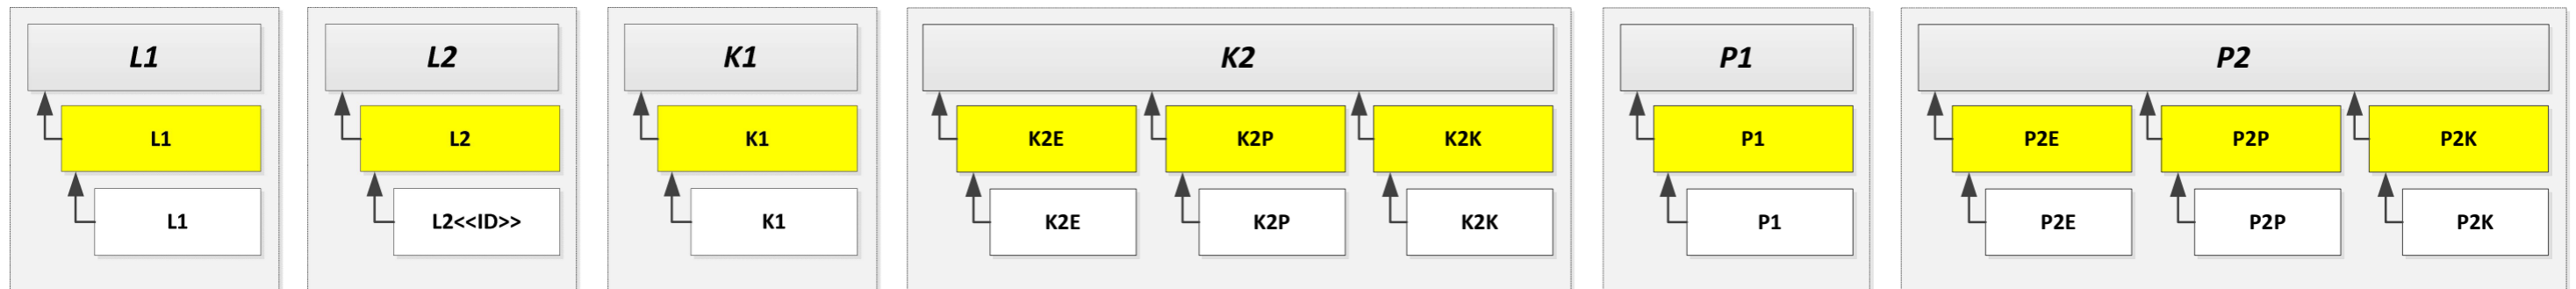 L1
L2
K1
K2
P1
P2
L1
L2
K1
K2E
K2P
K2K
P1
P2E
P2P
P2K
L1
L2<<ID>>
K1
K2E
K2P
K2K
P1
P2E
P2P
P2K